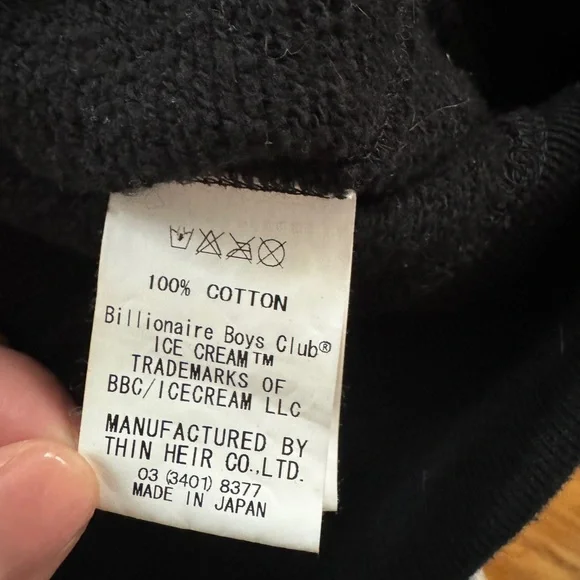 100% COTTON
Billionaire Boys Club®
ICE CREAM™
TRADEMARKS OF
BBC/ICECREAM LLC
MANUFACTURED BY
THIN HEIR CO.,LTD.
03 (3401) 8377
MADE IN JAPAN